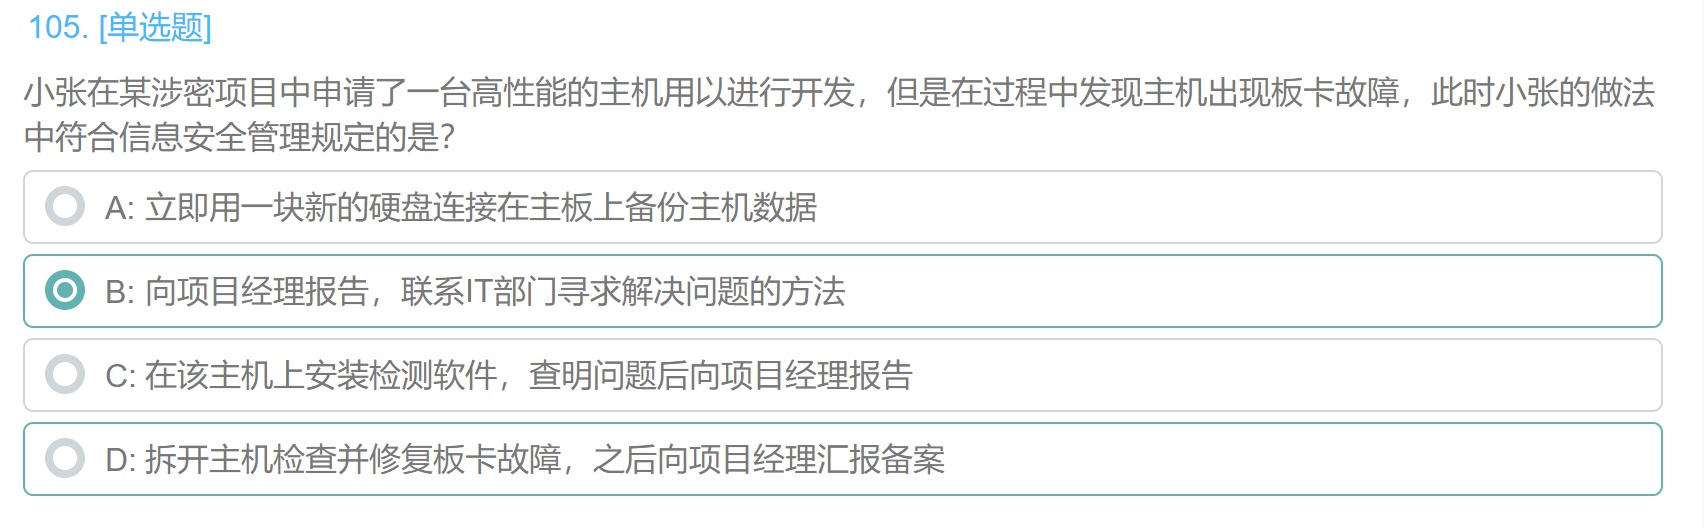 105. [单选题]
小张在某涉密项目中申请了一台高性能的主机用以进行开发，但是在过程中发现主机出现板卡故障，此时小张的做法
中符合信息安全管理规定的是？
A: 立即用一块新的硬盘连接在主板上备份主机数据
B: 向项目经理报告，联系IT部门寻求解决问题的方法
C: 在该主机上安装检测软件，查明问题后向项目经理报告
D: 拆开主机检查并修复板卡故障，之后向项目经理汇报备案